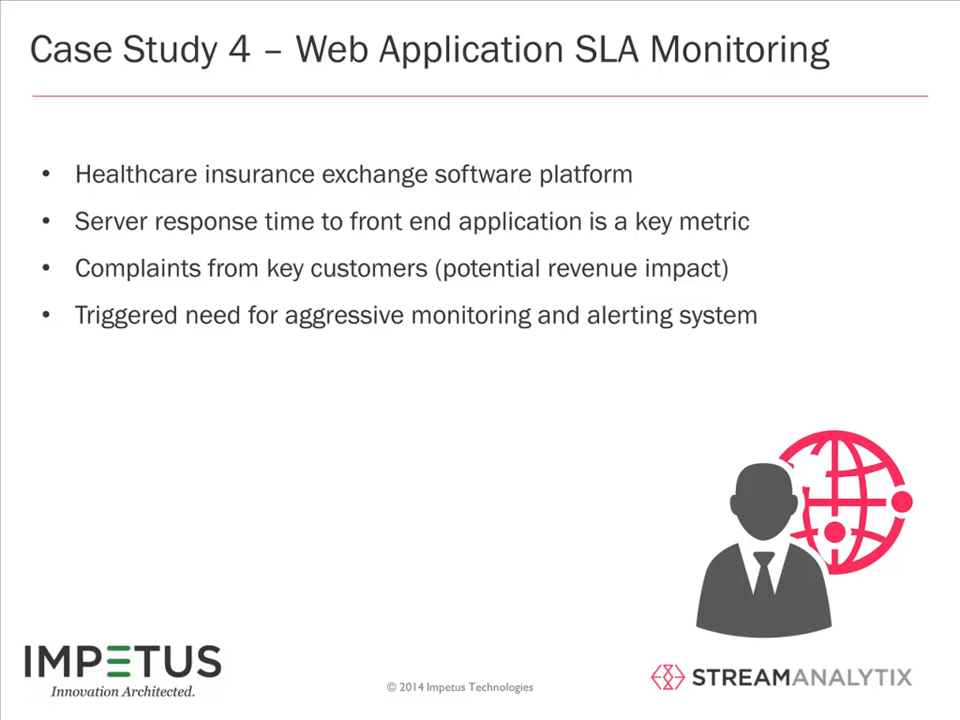 Case Study 4 – Web Application SLA Monitoring
• Healthcare insurance exchange software platform
• Server response time to front end application is a key metric
• Complaints from key customers (potential revenue impact)
• Triggered need for aggressive monitoring and alerting system
IMPETUS
Innovation Architected.
© 2014 Impetus Technologies
STREAMANALYTIX